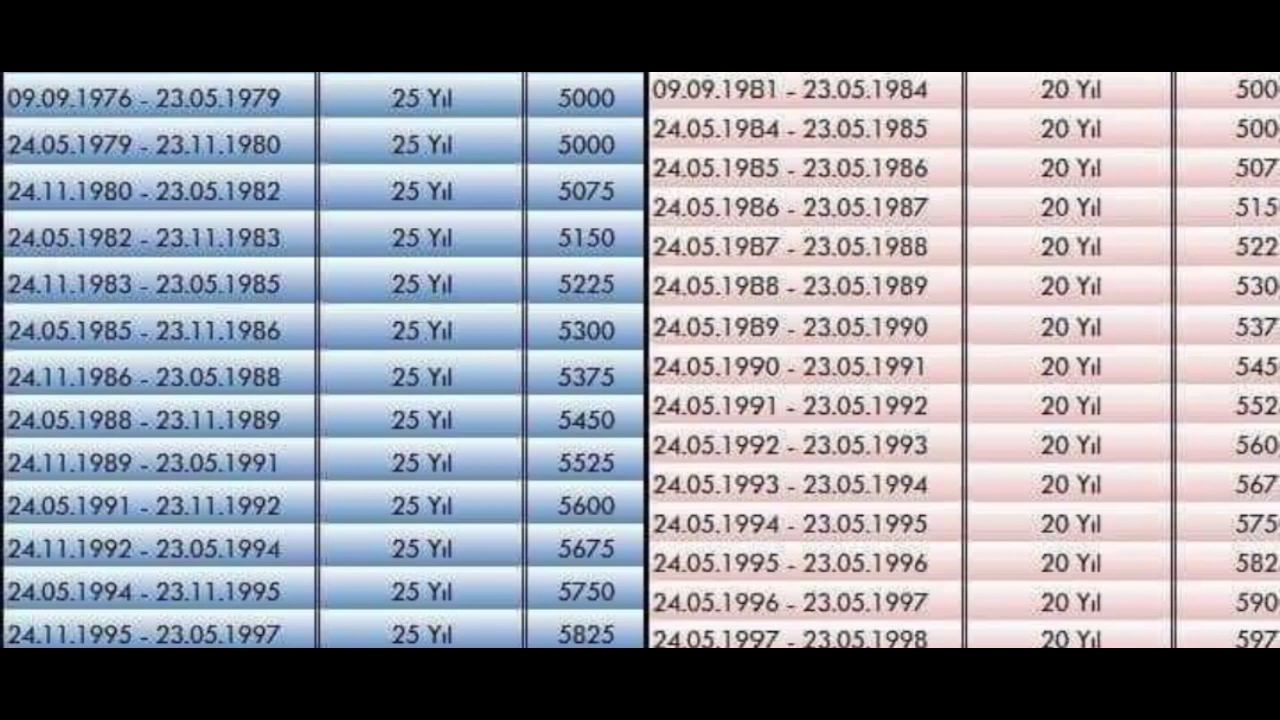 09.09.1976 - 23.05.1979 25 Yıl 5000
24.05.1979 - 23.11.1980 25 Yıl 5000
24.11.1980 - 23.05.1982 25 Yıl 5075
24.05.1982 - 23.11.1983 25 Yıl 5150
24.11.1983 - 23.05.1985 25 Yıl 5225
24.05.1985 - 23.11.1986 25 Yıl 5300
24.11.1986 - 23.05.1988 25 Yıl 5375
24.05.1988 - 23.11.1989 25 Yıl 5450
24.11.1989 - 23.05.1991 25 Yıl 5525
24.05.1991 - 23.11.1992 25 Yıl 5600
24.11.1992 - 23.05.1994 25 Yıl 5675
24.05.1994 - 23.11.1995 25 Yıl 5750
24.11.1995 - 23.05.1997 25 Yıl 5825
09.09.1981 - 23.05.1984 20 Yıl 500
24.05.1984 - 23.05.1985 20 Yıl 500
24.05.1985 - 23.05.1986 20 Yıl 507
24.05.1986 - 23.05.1987 20 Yıl 515
24.05.1987 - 23.05.1988 20 Yıl 522
24.05.1988 - 23.05.1989 20 Yıl 530
24.05.1989 - 23.05.1990 20 Yıl 537
24.05.1990 - 23.05.1991 20 Yıl 545
24.05.1991 - 23.05.1992 20 Yıl 552
24.05.1992 - 23.05.1993 20 Yıl 560
24.05.1993 - 23.05.1994 20 Yıl 567
24.05.1994 - 23.05.1995 20 Yıl 575
24.05.1995 - 23.05.1996 20 Yıl 582
24.05.1996 - 23.05.1997 20 Yıl 590
24.05.1997 - 23.05.1998 20 Yıl 597